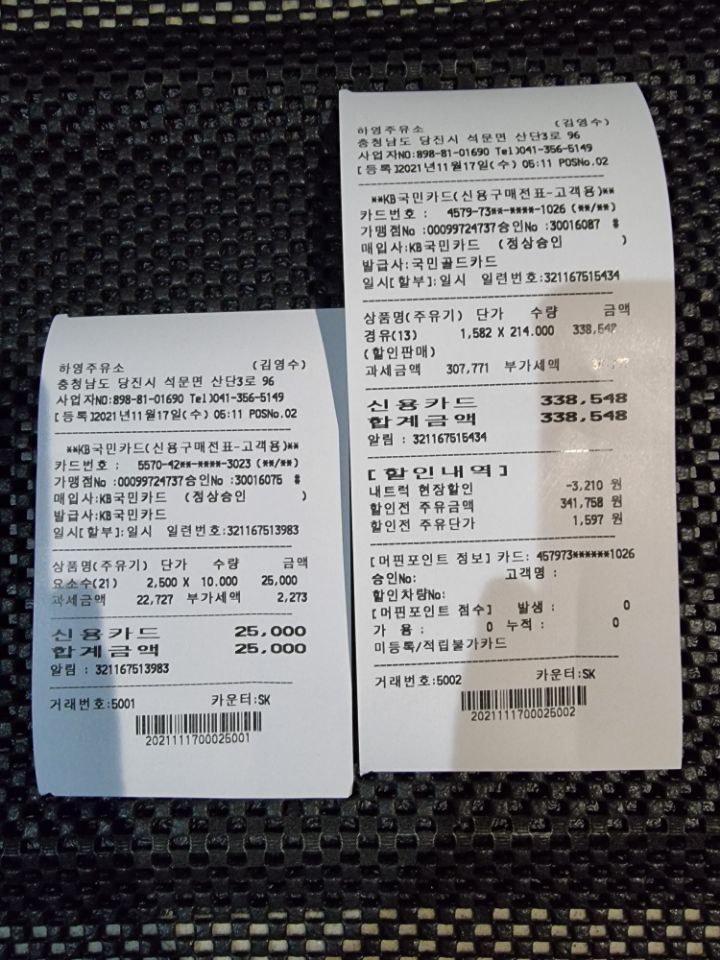 하영주유소 (김영수)
충청남도 당진시 석문면 산단3로 96
사업자NO:898-81-01690 Tel)041-356-5149
[등록]2021년11월17일(수) 05:11 POSNo.02
**KB국민카드(신용구매전표-고객용)**
카드번호 : 5570-42**-****-3023 (**/**)
가맹점No :00099724737승인No :30016075 #
매입사:KB국민카드 (정상승인 )
발급사:KB국민카드
일시[할부]:일시 일련번호:321167513983
상품명(주유기) 단가 수량 금액
요소수(21) 2,500 X 10.000 25,000
과세금액 22,727 부가세액 2,273
신용카드 25,000
합계금액 25,000
알림 : 321167513983
거래번호:5001 카운터:SK
2021111700025001
하영주유소 (김영수)
충청남도 당진시 석문면 산단3로 96
사업자NO:898-81-01690 Tel)041-356-5149
[등록]2021년11월17일(수) 05:11 POSNo.02
**KB국민카드(신용구매전표-고객용)**
카드번호 : 4579-73**-****-1026 (**/**)
가맹점No :00099724737승인No :30016087 #
매입사:KB국민카드 (정상승인 )
발급사:국민골드카드
일시[할부]:일시 일련번호:321167515434
상품명(주유기) 단가 수량 금액
경유(13) 1,582 X 214.000 338,548
(할인판매)
과세금액 307,771 부가세액
신용카드 338,548
합계금액 338,548
알림 : 321167515434
[할인내역]
내트럭 현장할인 -3,210 원
할인전 주유금액 341,758 원
할인전 주유단가 1,597 원
[머핀포인트 정보] 카드: 457973******1026
승인No: 고객명 :
할인차량No:
[머핀포인트 점수] 발생 : 0
가 용 : 0 누적 : 0
미등록/적립불가카드
거래번호:5002 카운터:SK
2021111700025002